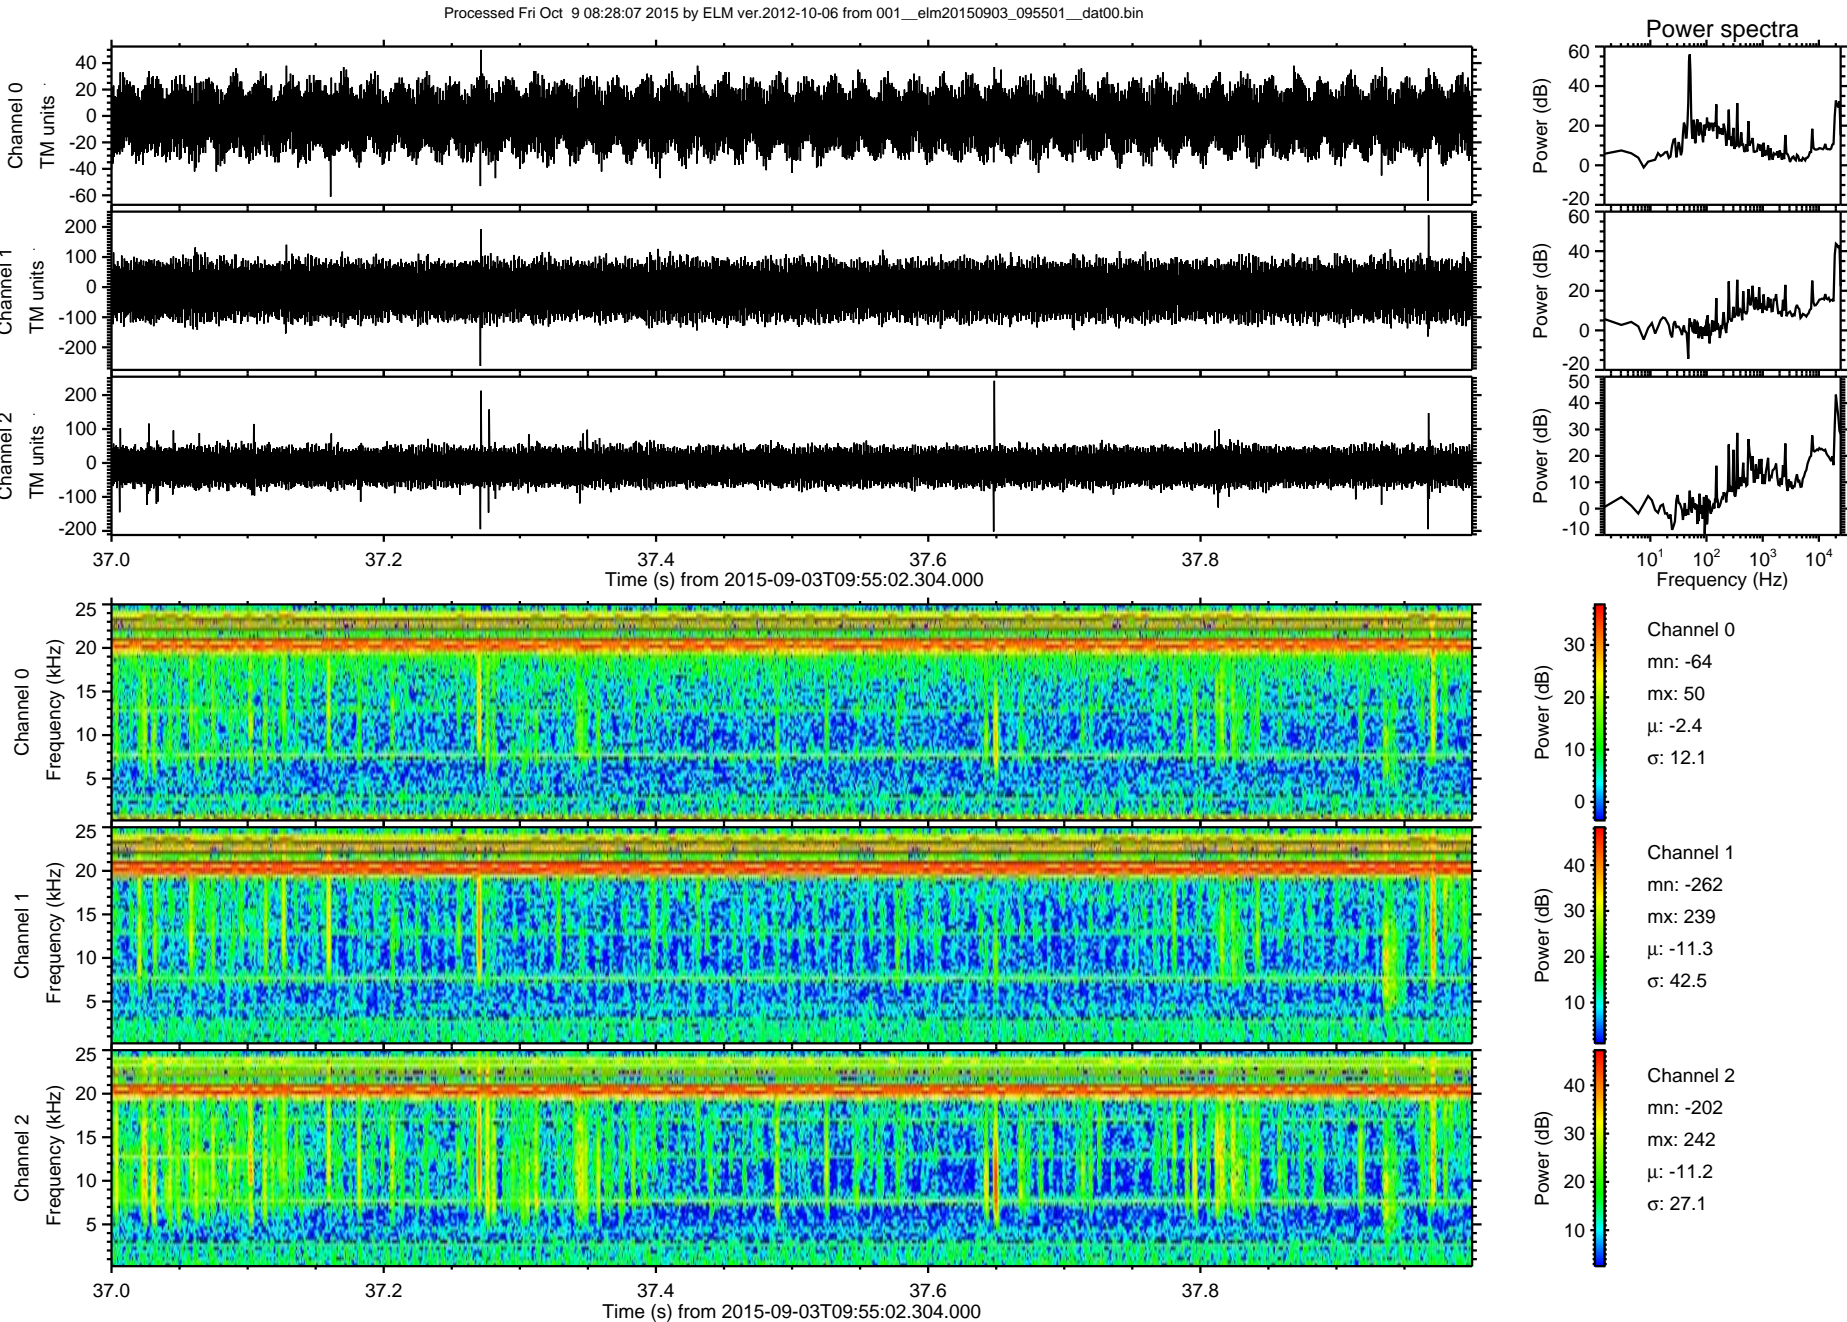 Processed Fri Oct  9 08:28:07 2015 by ELM ver.2012-10-06 from 001__elm20150903_095501__dat00.bin
Power spectra
Channel 0
TM units
40
20
0
-20
-40
-60
Power (dB)
60
40
20
0
-20
Channel 1
TM units
200
100
0
-100
-200
Power (dB)
60
40
20
0
-20
Channel 2
TM units
200
100
0
-100
-200
Power (dB)
50
40
30
20
10
0
-10
37.0 37.2 37.4 37.6 37.8
Time (s) from 2015-09-03T09:55:02.304.000
10^1 10^2 10^3 10^4
Frequency (Hz)
Channel 0
Frequency (kHz)
25
20
15
10
5
Power (dB)
30
20
10
0
Channel 0
mn: -64
mx: 50
μ: -2.4
σ: 12.1
Channel 1
Frequency (kHz)
25
20
15
10
5
Power (dB)
40
30
20
10
Channel 1
mn: -262
mx: 239
μ: -11.3
σ: 42.5
Channel 2
Frequency (kHz)
25
20
15
10
5
Power (dB)
40
30
20
10
Channel 2
mn: -202
mx: 242
μ: -11.2
σ: 27.1
37.0 37.2 37.4 37.6 37.8
Time (s) from 2015-09-03T09:55:02.304.000